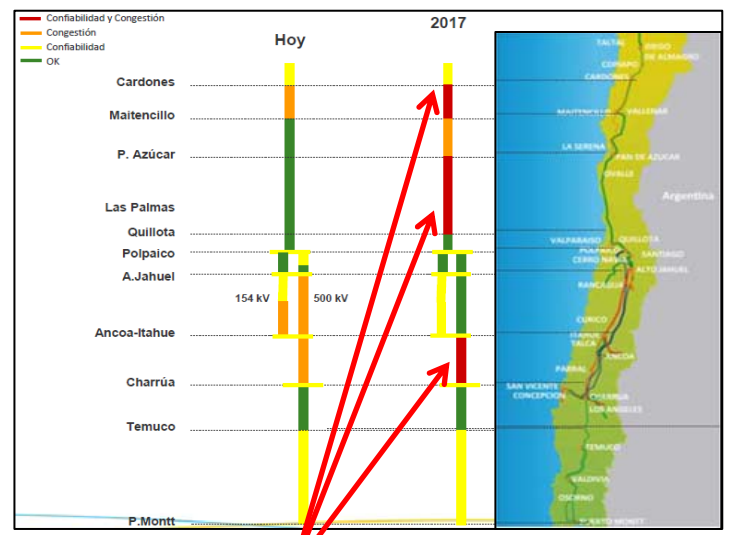 Confiabilidad y Congestión
Congestión
Confiabilidad
OK
Hoy
2017
Cardones
Maitencillo
P. Azúcar
Las Palmas
Quillota
Polpaico
A.Jahuel
154 kV
500 kV
Ancoa-Itahue
Charrúa
Temuco
P.Montt
TALTAL
DIEGO
DE ALMAGRO
COPIAPO
CARDONES
MAITENCILLO
VALLENAR
LA SERENA
PAN DE AZUCAR
OVALLE
Argentina
VALPARAISO
QUILLOTA
POLPAICO
SANTIAGO
CERRO NAVIA
ALTO JAHUEL
RANCAGUA
CURICO
ITAHUE
TALCA
ANCOA
PARRAL
SAN VICENTE
CONCEPCION
CHARRUA
LOS ANGELES
TEMUCO
VALDIVIA
OSORNO
PUERTO MONTT